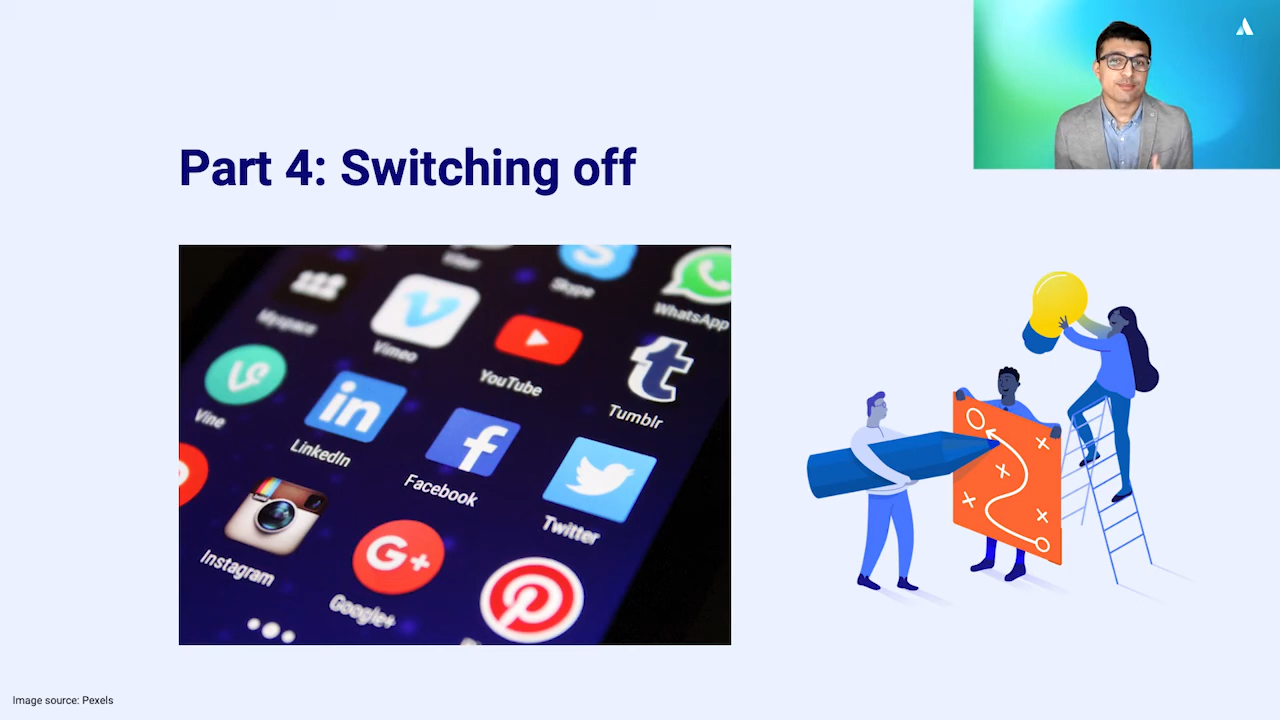 Part 4: Switching off
Viber
Skype
WhatsApp
Myspace
Vimeo
YouTube
Tumblr
Vine
LinkedIn
Facebook
Twitter
Instagram
Google+
Image source: Pexels